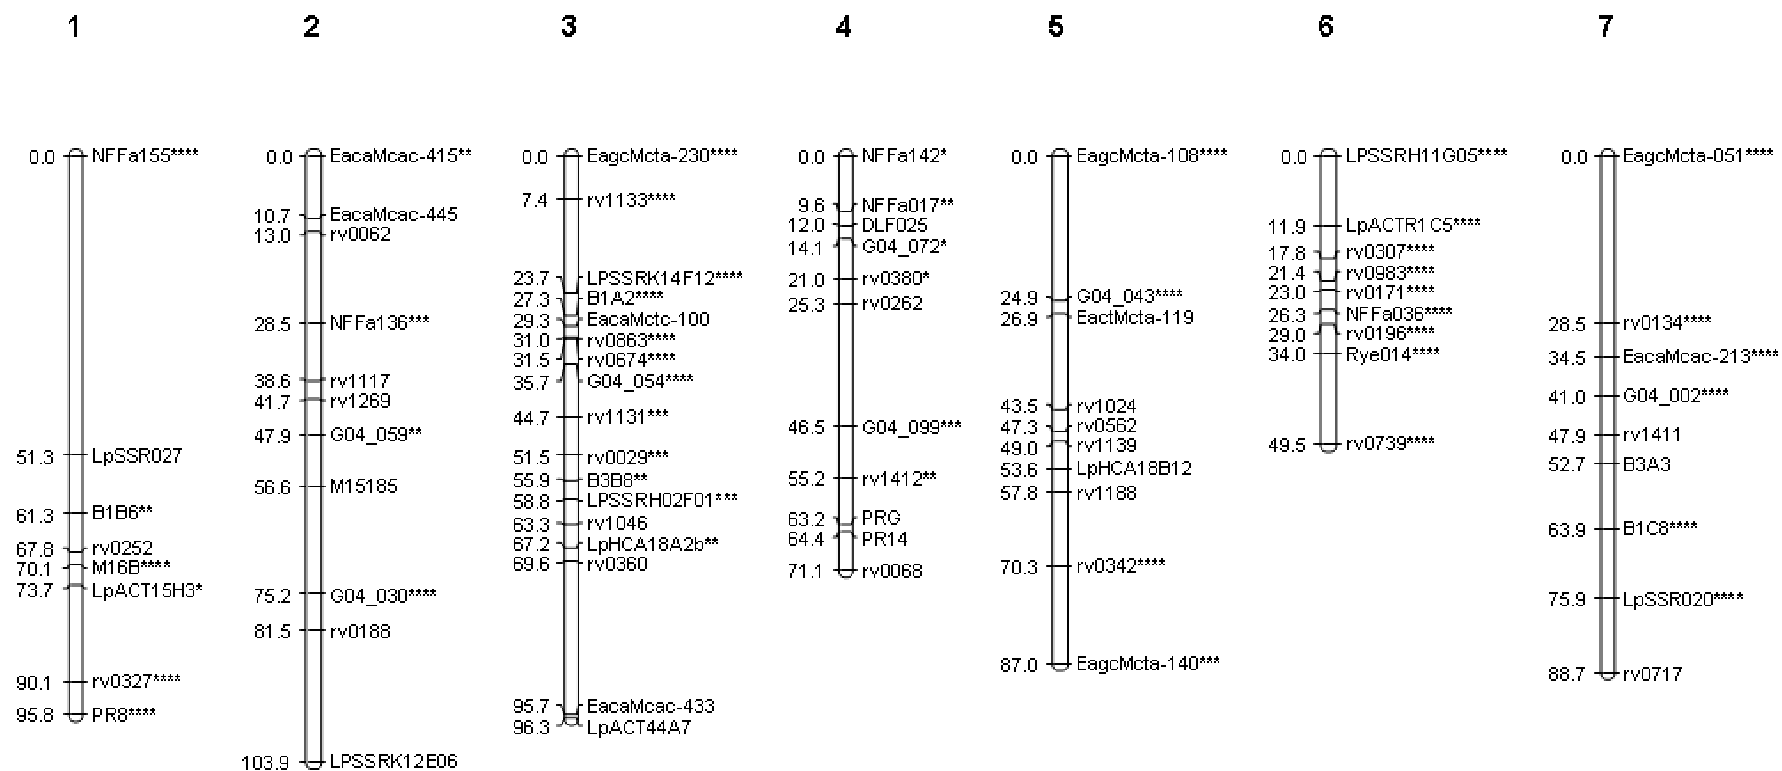 1 2 3 4 5 6 7
0.0 NFFa155****
51.3 LpSSR027
61.3 B1B6**
67.8 rv0252
70.1 M16B****
73.7 LpACT15H3*
90.1 rv0327****
95.8 PR8****
0.0 EacaMcac-415**
10.7 EacaMcac-445
13.0 rv0062
28.5 NFFa136***
38.6 rv1117
41.7 rv1269
47.9 G04_059**
56.6 M15185
75.2 G04_030****
81.5 rv0188
103.9 LPSSRK12E06
0.0 EagcMcta-230****
7.4 rv1133****
23.7 LPSSRK14F12****
27.3 B1A2****
29.3 EacaMctc-100
31.0 rv0863****
31.5 rv0674****
35.7 G04_054****
44.7 rv1131***
51.5 rv0029***
55.9 B3B8**
58.8 LPSSRH02F01***
63.3 rv1046
67.2 LpHCA18A2b**
69.6 rv0360
95.7 EacaMcac-433
96.3 LpACT44A7
0.0 NFFa142*
9.6 NFFa017**
12.0 DLF025
14.1 G04_072*
21.0 rv0380*
25.3 rv0262
46.5 G04_099***
55.2 rv1412**
63.2 PRG
64.4 PR14
71.1 rv0068
0.0 EagcMcta-108****
24.9 G04_043****
26.9 EactMcta-119
43.5 rv1024
47.3 rv0562
49.0 rv1139
53.6 LpHCA18B12
57.8 rv1188
70.3 rv0342****
87.0 EagcMcta-140***
0.0 LPSSRH11G05****
11.9 LpACTR1C5****
17.8 rv0307****
21.4 rv0983****
23.0 rv0171****
26.3 NFFa036****
29.0 rv0196****
34.0 Rye014****
49.5 rv0739****
0.0 EagcMcta-051****
28.5 rv0134****
34.5 EacaMcac-213****
41.0 G04_002****
47.9 rv1411
52.7 B3A3
63.9 B1C8****
75.9 LpSSR020****
88.7 rv0717